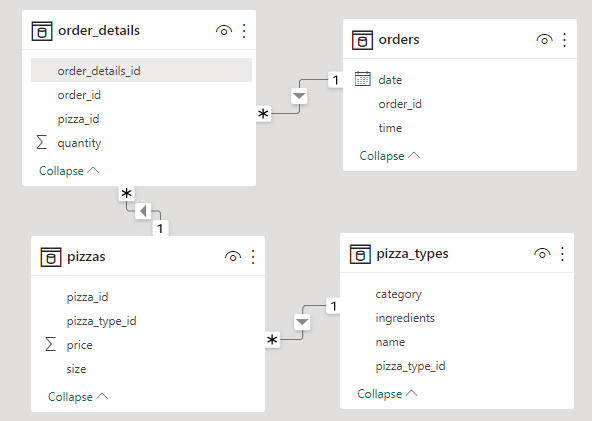 order_details
order_details_id
order_id
pizza_id
quantity
Collapse
orders
date
order_id
time
Collapse
1
*
*
1
pizzas
pizza_id
pizza_type_id
price
size
Collapse
pizza_types
category
ingredients
name
pizza_type_id
Collapse
1
*